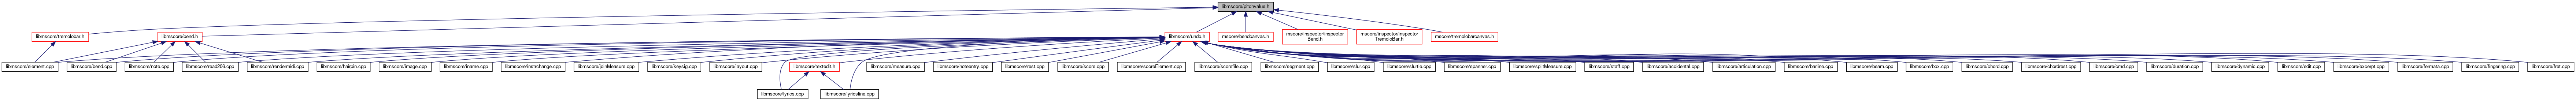 libmscore/pitchvalue.h
libmscore/tremolobar.h
libmscore/bend.h
libmscore/undo.h
mscore/bendcanvas.h
mscore/inspector/inspector
Bend.h
mscore/inspector/inspector
TremoloBar.h
mscore/tremolobarcanvas.h
libmscore/element.cpp
libmscore/bend.cpp
libmscore/note.cpp
libmscore/read206.cpp
libmscore/rendermidi.cpp
libmscore/hairpin.cpp
libmscore/image.cpp
libmscore/iname.cpp
libmscore/instrchange.cpp
libmscore/joinMeasure.cpp
libmscore/keysig.cpp
libmscore/layout.cpp
libmscore/textedit.h
libmscore/measure.cpp
libmscore/noteentry.cpp
libmscore/rest.cpp
libmscore/score.cpp
libmscore/scoreElement.cpp
libmscore/scorefile.cpp
libmscore/segment.cpp
libmscore/slur.cpp
libmscore/slurtie.cpp
libmscore/spanner.cpp
libmscore/splitMeasure.cpp
libmscore/staff.cpp
libmscore/accidental.cpp
libmscore/articulation.cpp
libmscore/barline.cpp
libmscore/beam.cpp
libmscore/box.cpp
libmscore/chord.cpp
libmscore/chordrest.cpp
libmscore/cmd.cpp
libmscore/duration.cpp
libmscore/dynamic.cpp
libmscore/edit.cpp
libmscore/excerpt.cpp
libmscore/fermata.cpp
libmscore/fingering.cpp
libmscore/fret.cpp
libmscore/lyrics.cpp
libmscore/lyricsline.cpp